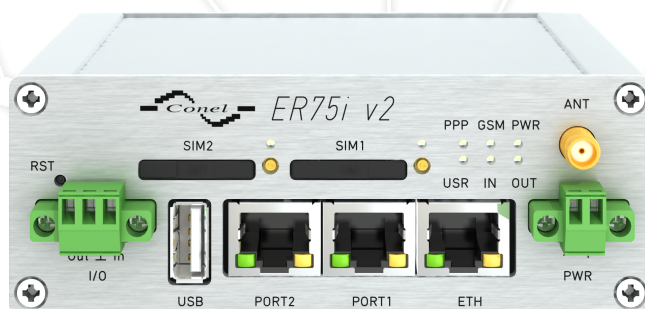 Conel ER75i v2
ANT
PPP GSM PWR
SIM2 SIM1
RST
USR IN OUT
Out ⊥ In
I/O
PWR
USB PORT2 PORT1 ETH